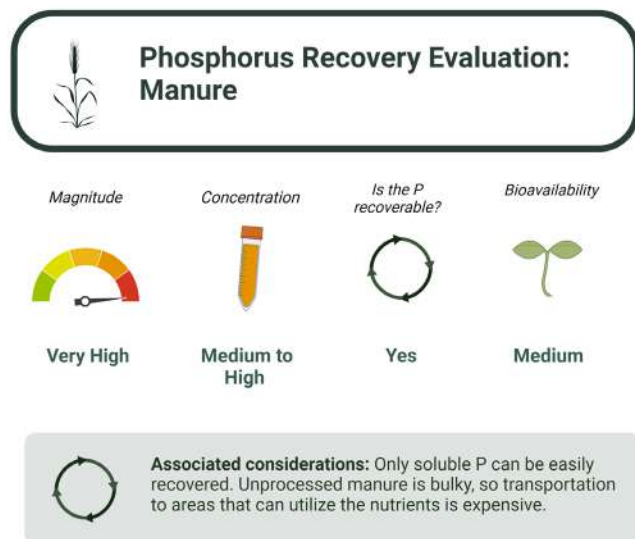 Phosphorus Recovery Evaluation:
Manure
Magnitude
Concentration
Is the P
recoverable?
Bioavailability
Very High
Medium to
High
Yes
Medium
Associated considerations: Only soluble P can be easily
recovered. Unprocessed manure is bulky, so transportation
to areas that can utilize the nutrients is expensive.